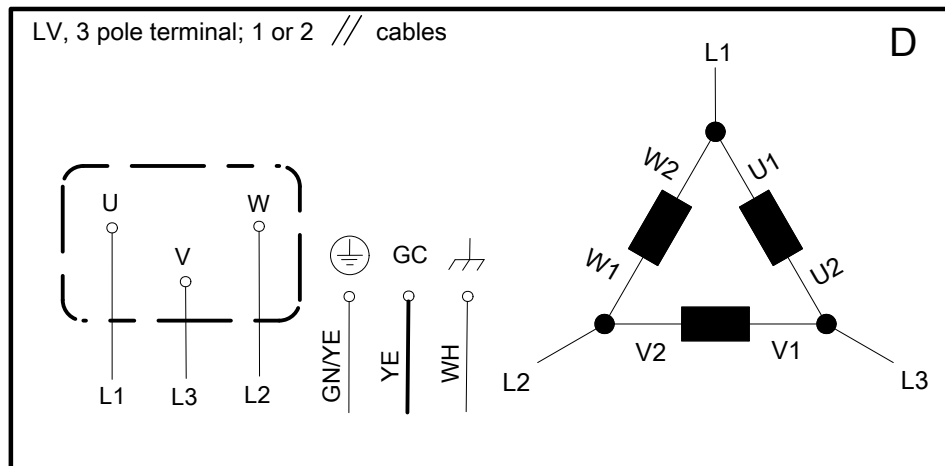 LV, 3 pole terminal; 1 or 2 // cables
D
L1
W2
U1
U
W
V
GC
W1
U2
GN/YE
YE
WH
V2
V1
L1
L3
L2
L2
L3